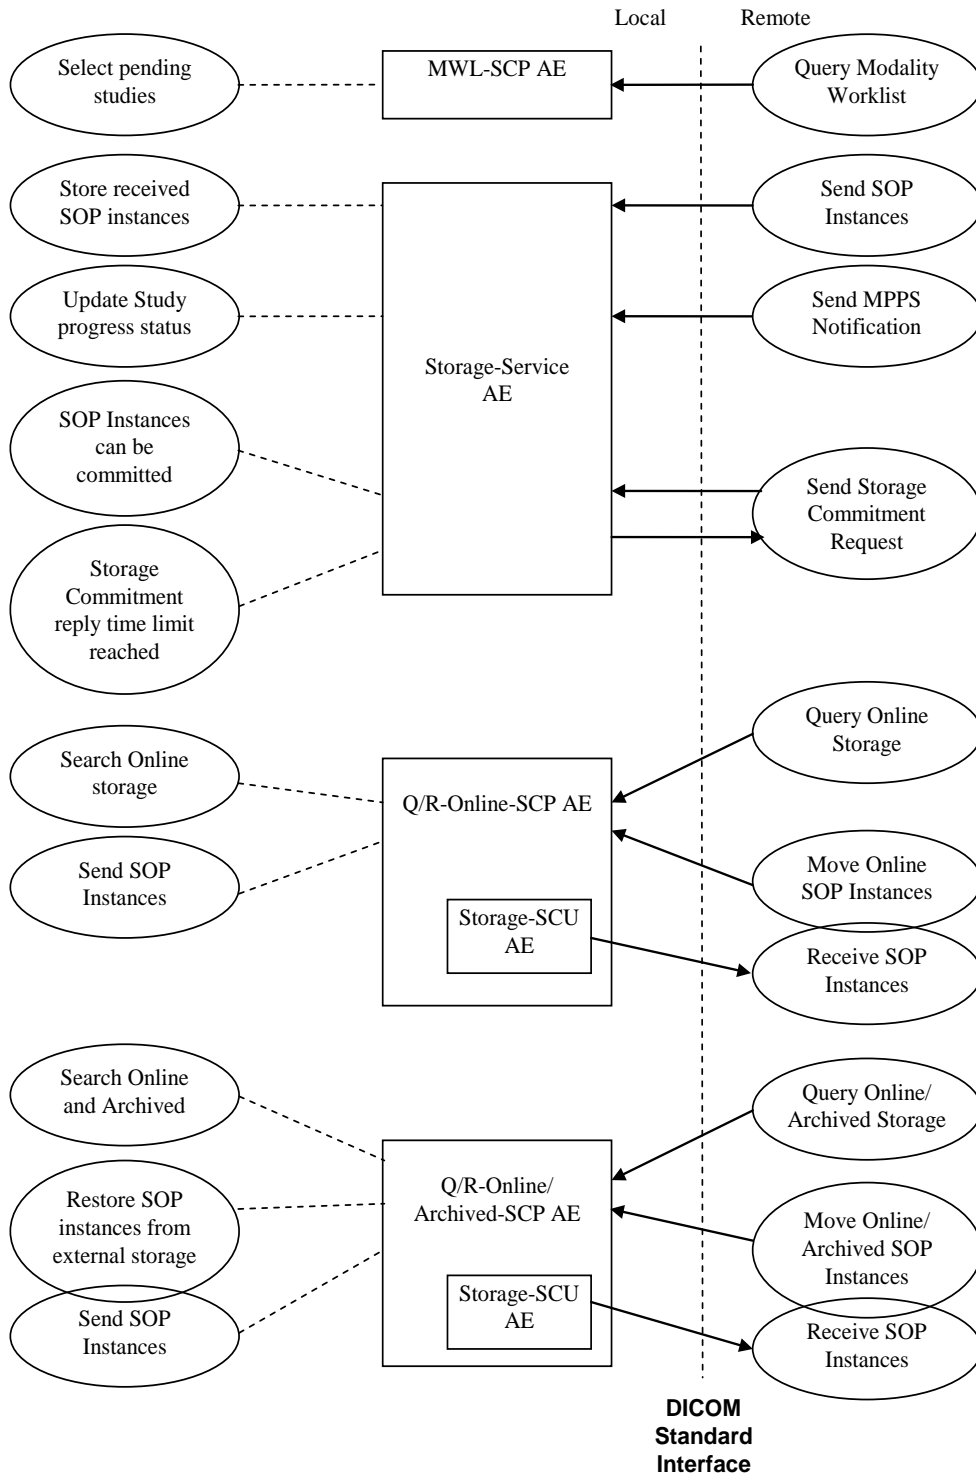 Local
Remote
Select pending
studies
MWL-SCP AE
Query Modality
Worklist
Store received
SOP instances
Send SOP
Instances
Update Study
progress status
Send MPPS
Notification
Storage-Service
AE
SOP Instances
can be
committed
Send Storage
Commitment
Request
Storage
Commitment
reply time limit
reached
Query Online
Storage
Search Online
storage
Q/R-Online-SCP AE
Send SOP
Instances
Move Online
SOP Instances
Storage-SCU
AE
Receive SOP
Instances
Search Online
and Archived
Query Online/
Archived Storage
Restore SOP
instances from
external storage
Q/R-Online/
Archived-SCP AE
Move Online/
Archived SOP
Instances
Send SOP
Instances
Storage-SCU
AE
Receive SOP
Instances
DICOM
Standard
Interface